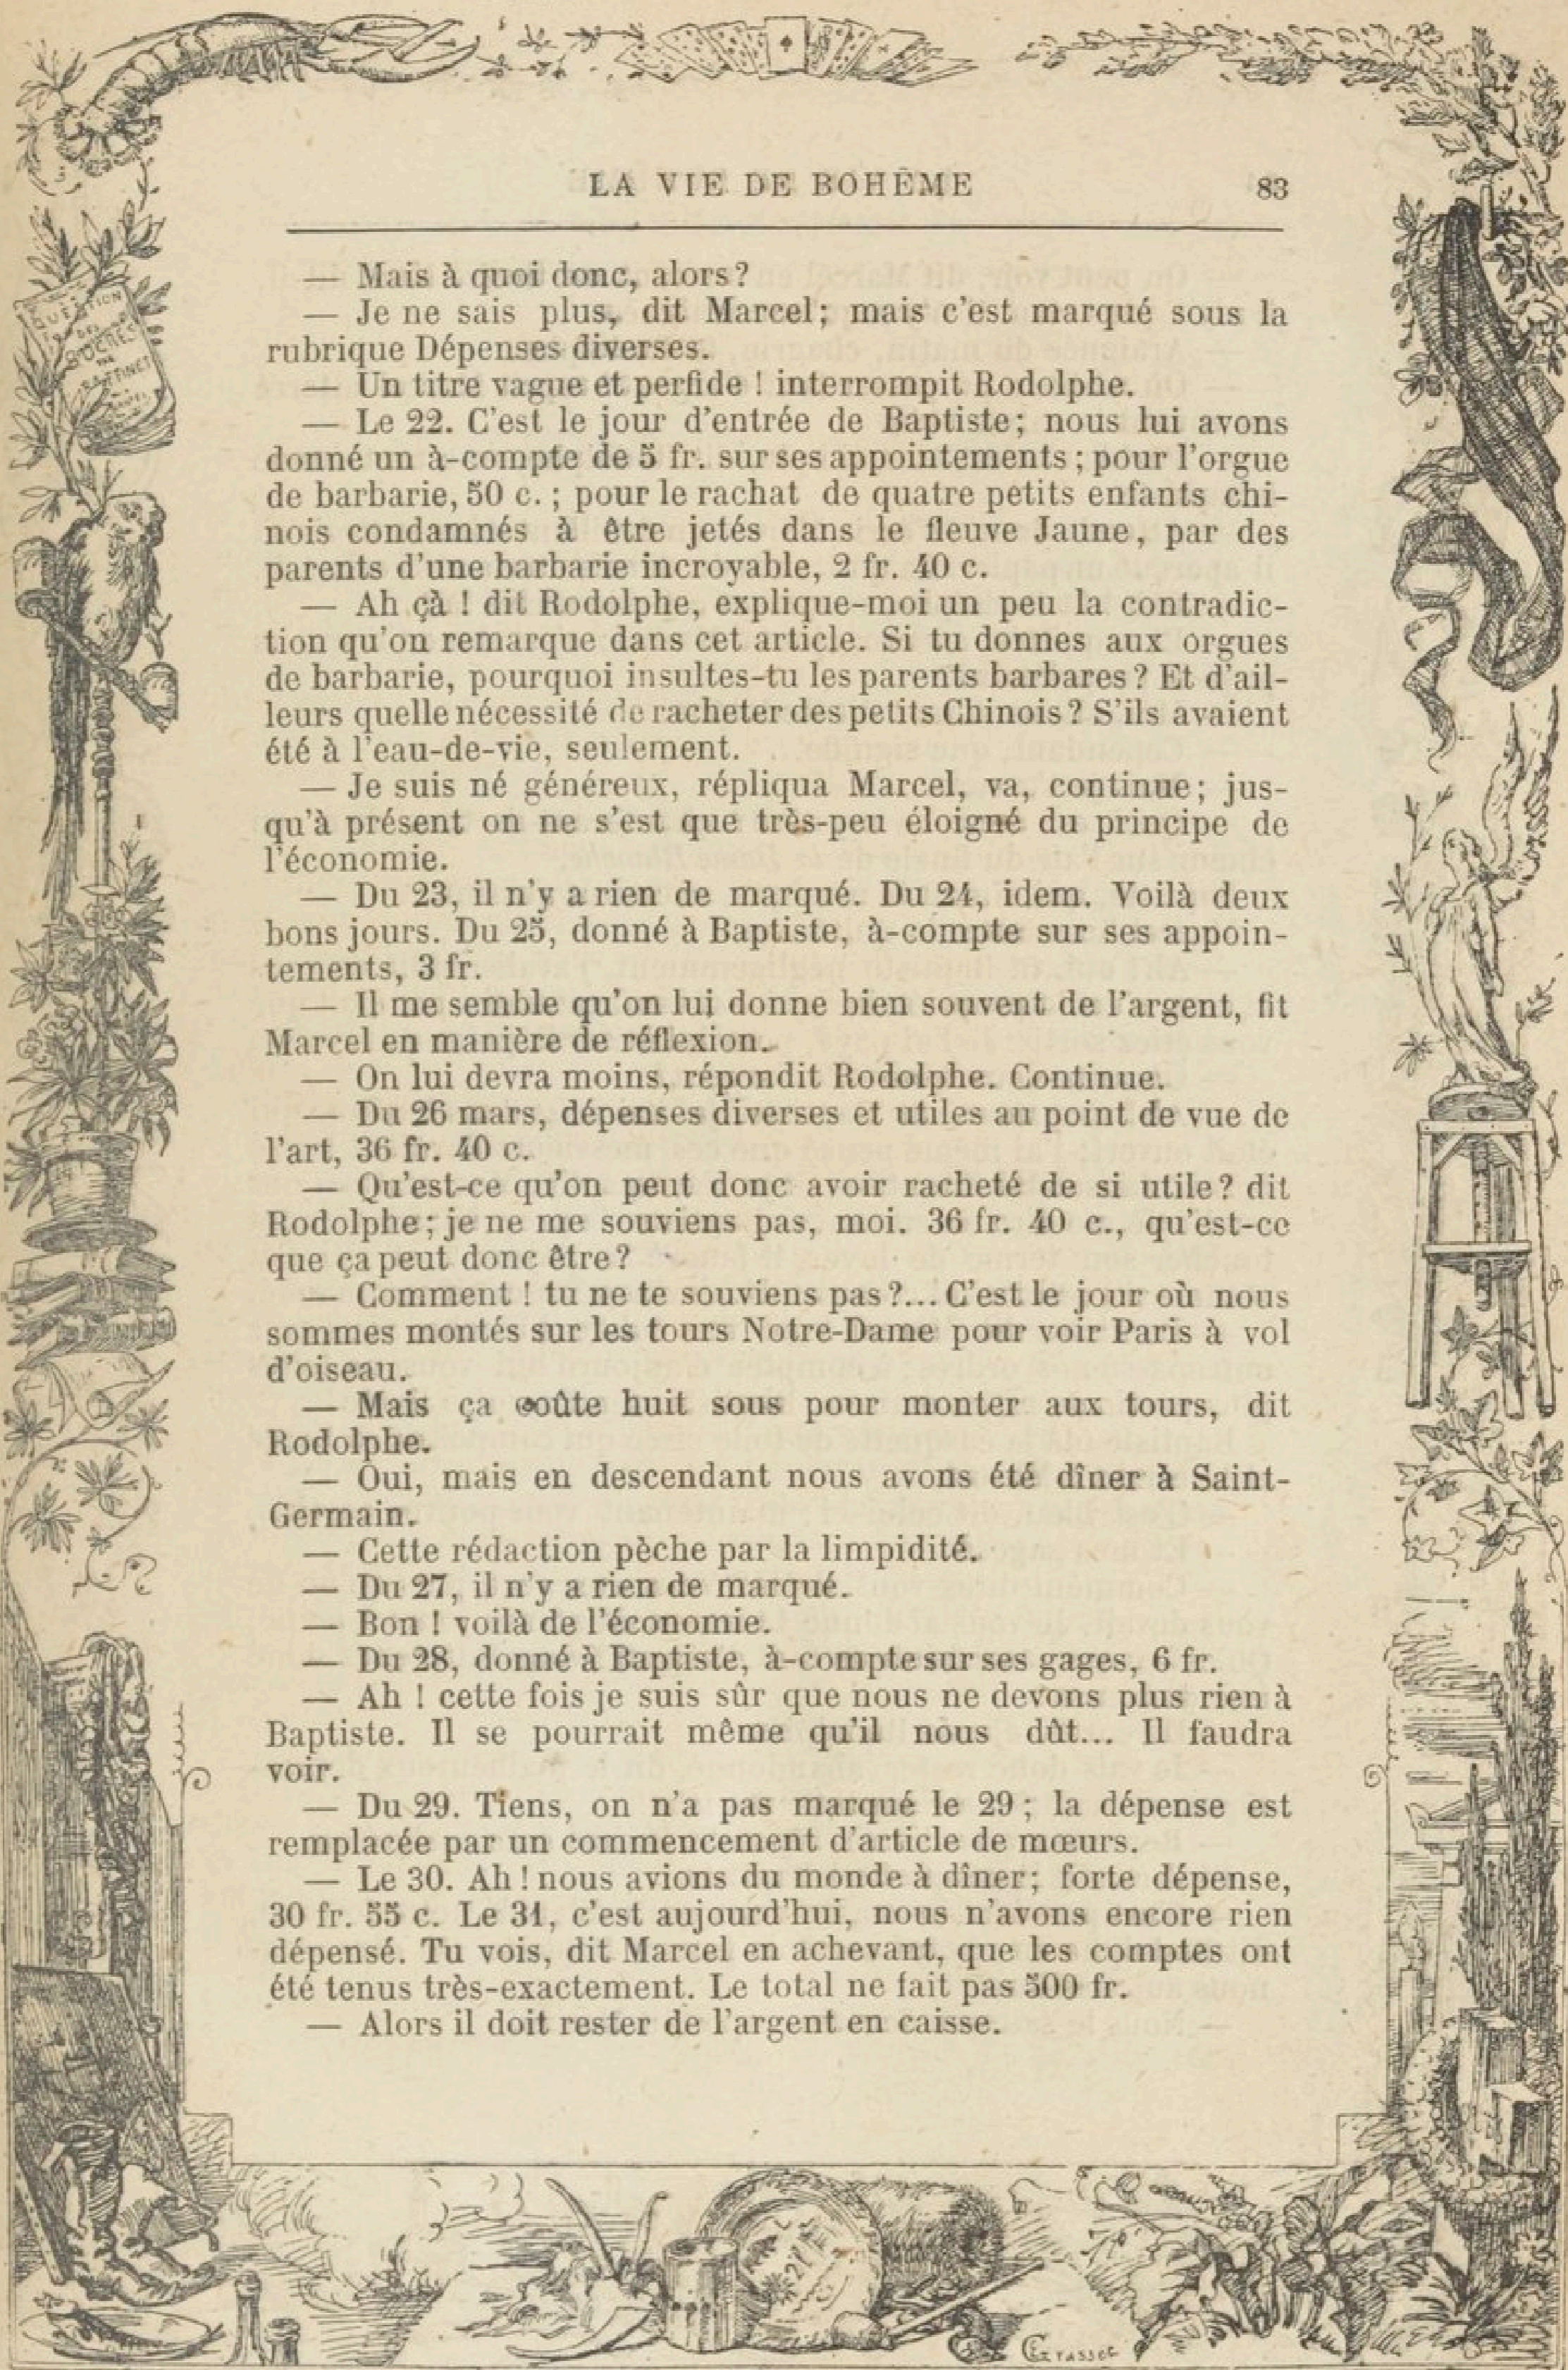 LA VIE DE BOHÊME 83
— Mais à quoi donc, alors?
— Je ne sais plus, dit Marcel; mais c'est marqué sous la
rubrique Dépenses diverses.
— Un titre vague et perfide ! interrompit Rodolphe.
— Le 22. C'est le jour d'entrée de Baptiste; nous lui avons
donné un à-compte de 5 fr. sur ses appointements ; pour l'orgue
de barbarie, 50 c. ; pour le rachat de quatre petits enfants chi-
nois condamnés à être jetés dans le fleuve Jaune, par des
parents d'une barbarie incroyable, 2 fr. 40 c.
— Ah çà ! dit Rodolphe, explique-moi un peu la contradic-
tion qu'on remarque dans cet article. Si tu donnes aux orgues
de barbarie, pourquoi insultes-tu les parents barbares ? Et d'ail-
leurs quelle nécessité de racheter des petits Chinois ? S'ils avaient
été à l'eau-de-vie, seulement.
— Je suis né généreux, répliqua Marcel, va, continue; jus-
qu'à présent on ne s'est que très-peu éloigné du principe de
l'économie.
— Du 23, il n'y a rien de marqué. Du 24, idem. Voilà deux
bons jours. Du 25, donné à Baptiste, à-compte sur ses appoin-
tements, 3 fr.
— Il me semble qu'on lui donne bien souvent de l'argent, fit
Marcel en manière de réflexion.
— On lui devra moins, répondit Rodolphe. Continue.
— Du 26 mars, dépenses diverses et utiles au point de vue de
l'art, 36 fr. 40 c.
— Qu'est-ce qu'on peut donc avoir racheté de si utile? dit
Rodolphe; je ne me souviens pas, moi. 36 fr. 40 c., qu'est-ce
que ça peut donc être?
— Comment ! tu ne te souviens pas ?... C'est le jour où nous
sommes montés sur les tours Notre-Dame pour voir Paris à vol
d'oiseau.
— Mais ça coûte huit sous pour monter aux tours, dit
Rodolphe.
— Oui, mais en descendant nous avons été dîner à Saint-
Germain.
— Cette rédaction pèche par la limpidité.
— Du 27, il n'y a rien de marqué.
— Bon ! voilà de l'économie.
— Du 28, donné à Baptiste, à-compte sur ses gages, 6 fr.
— Ah ! cette fois je suis sûr que nous ne devons plus rien à
Baptiste. Il se pourrait même qu'il nous dût... Il faudra
voir.
— Du 29. Tiens, on n'a pas marqué le 29 ; la dépense est
remplacée par un commencement d'article de mœurs.
— Le 30. Ah ! nous avions du monde à dîner; forte dépense,
30 fr. 55 c. Le 31, c'est aujourd'hui, nous n'avons encore rien
dépensé. Tu vois, dit Marcel en achevant, que les comptes ont
été tenus très-exactement. Le total ne fait pas 500 fr.
— Alors il doit rester de l'argent en caisse.
QUESTION
DES
SUCRES
RAFFINET
Grasset